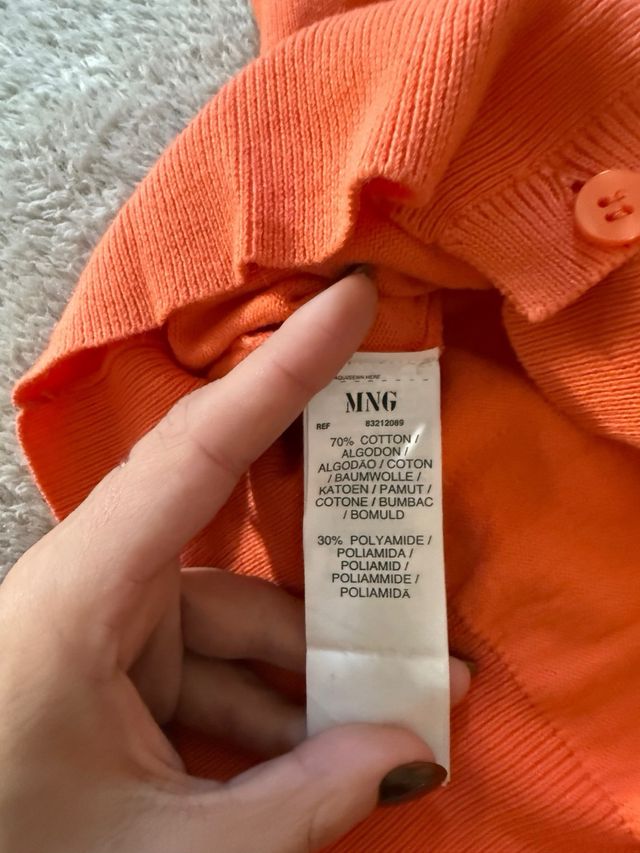 HERE
MNG
REF 83212089
70% COTTON /
ALGODON /
ALGODÃO / COTON
/ BAUMWOLLE /
KATOEN / PAMUT /
COTONE / BUMBAC
/ BOMULD
30% POLYAMIDE /
POLIAMIDA /
POLIAMID /
POLIAMMIDE /
POLIAMIDĂ